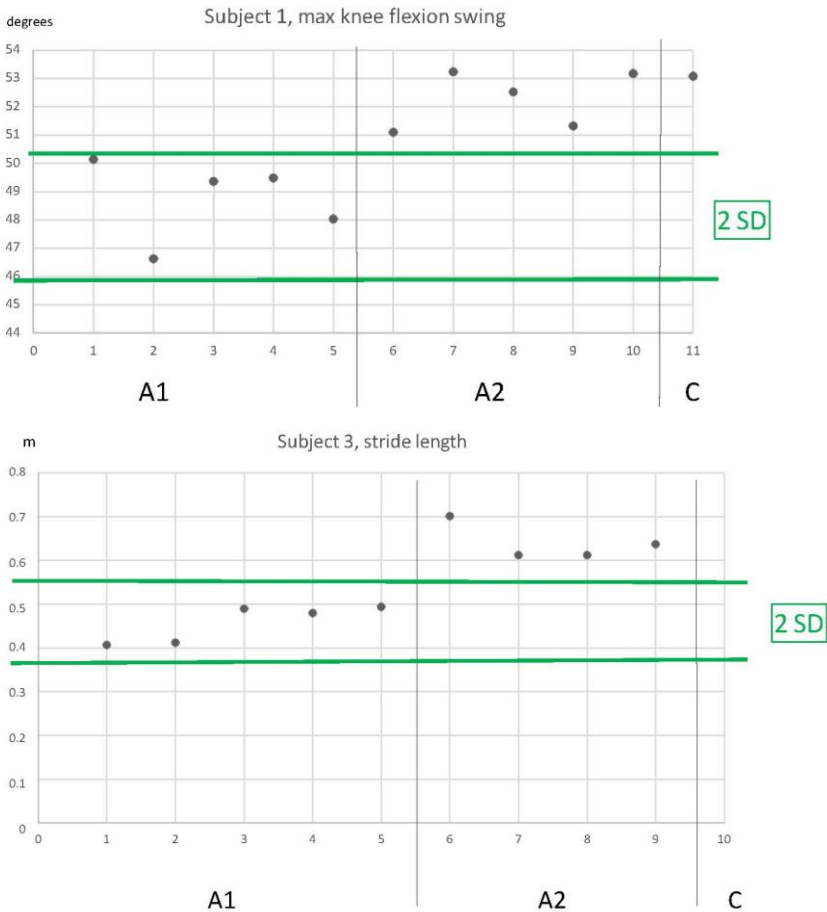 degrees
Subject 1, max knee flexion swing
54
53
52
51
50
49
48
47
46
45
44
2 SD
0 1 2 3 4 5 6 7 8 9 10 11
A1 A2 C
m
Subject 3, stride length
0.8
0.7
0.6
0.5
0.4
0.3
0.2
0.1
0
2 SD
0 1 2 3 4 5 6 7 8 9 10
A1 A2 C